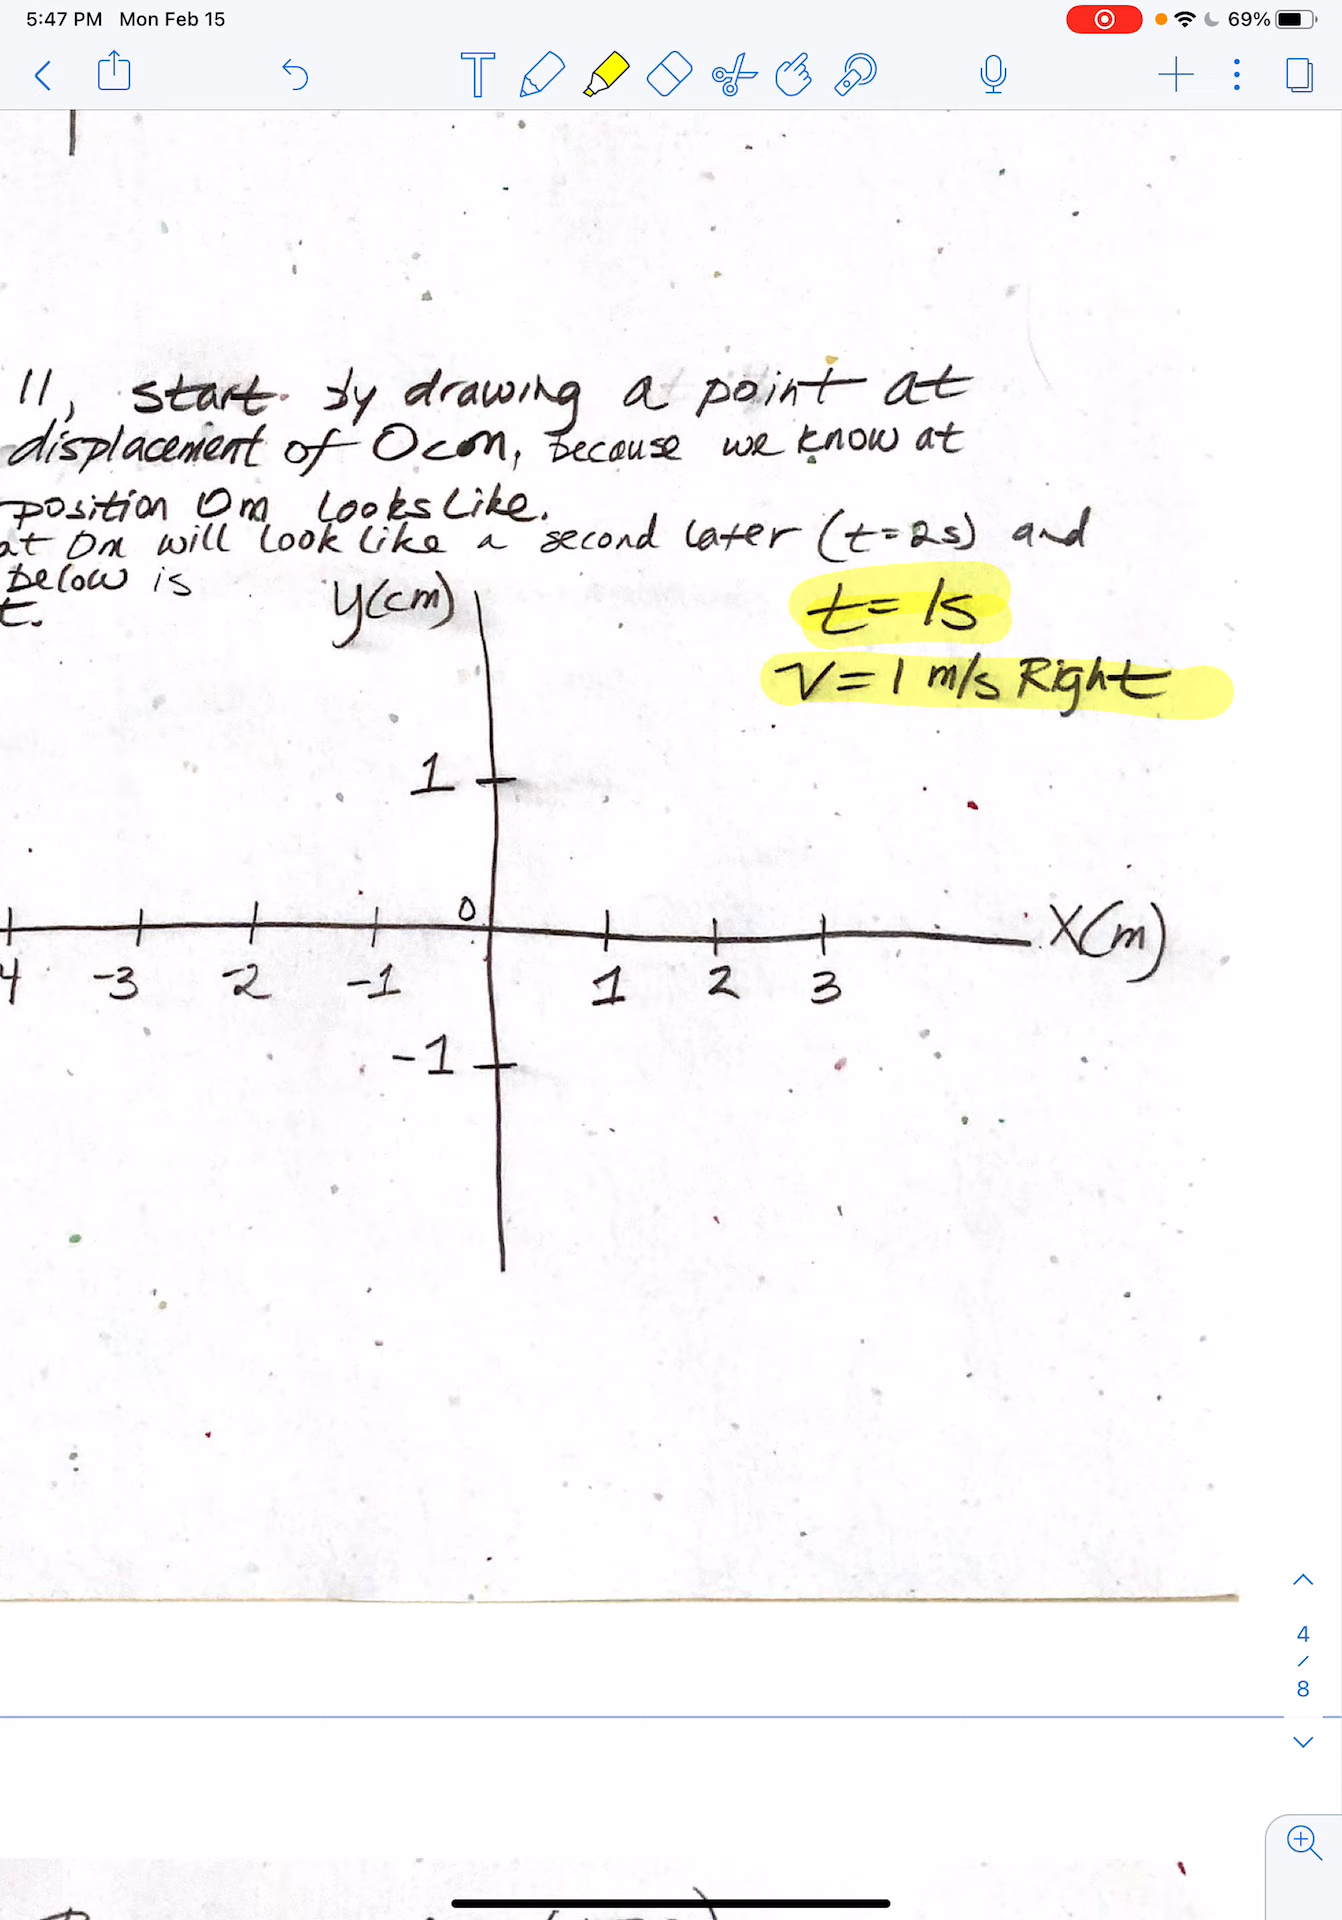 5:47 PM Mon Feb 15
69%
T
11, start by drawing a point at
displacement of 0cm, because we know at
position 0m looks like.
at 0m will look like a second later (t=2s) and
below is
t.
y(cm)
t= 1s
V= 1 m/s Right
1
0
X(m)
4 -3 -2 -1 1 2 3
-1
4
/
8